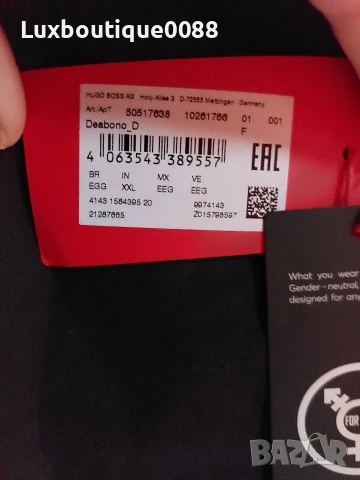 Luxboutique0088
HUGO BOSS AG Holy-Allee 3 D-72555 Metzingen Germany
Art./ApT 50517638 10261766 01 001
Deabono_D F
4 063543 389557
EAC
BR IN MX VE
EGG XXL EEG EEG
4143 1584395 20 9974143
21287665 Z015798597
What you wear
Gender-neutral,
designed for any
FOR
BAZAR